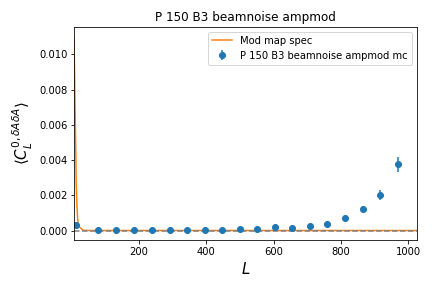 P 150 B3 beamnoise ampmod
Mod map spec
P 150 B3 beamnoise ampmod mc
⟨C_L^{0, δAδA}⟩
0.010
0.008
0.006
0.004
0.002
0.000
200 400 600 800 1000
L